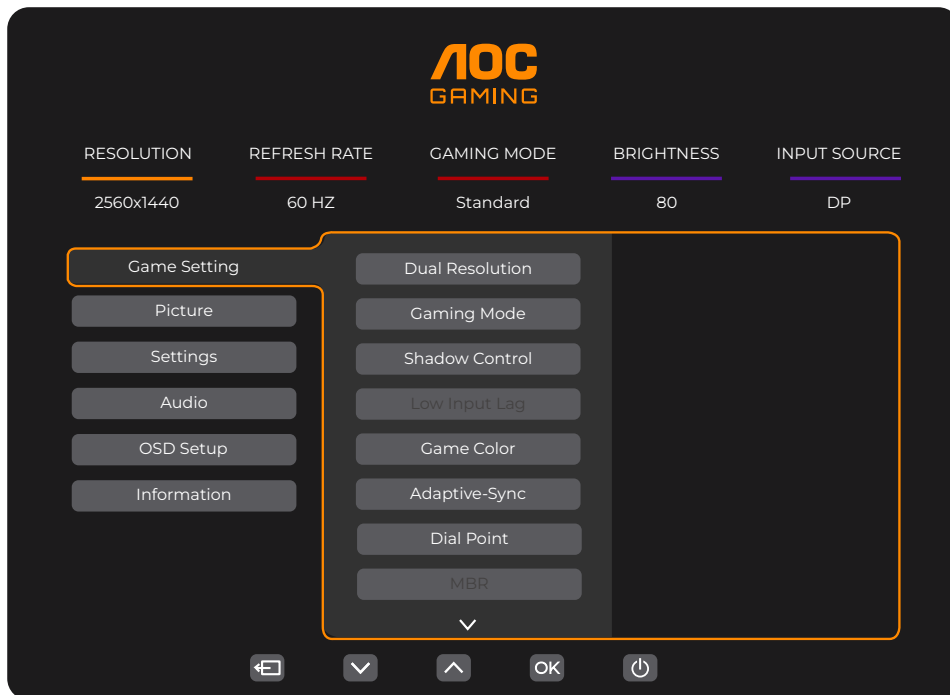 AOC
GAMING
RESOLUTION REFRESH RATE GAMING MODE BRIGHTNESS INPUT SOURCE
2560x1440 60 HZ Standard 80 DP
Game Setting
Picture
Settings
Audio
OSD Setup
Information
Dual Resolution
Gaming Mode
Shadow Control
Low Input Lag
Game Color
Adaptive-Sync
Dial Point
MBR
OK